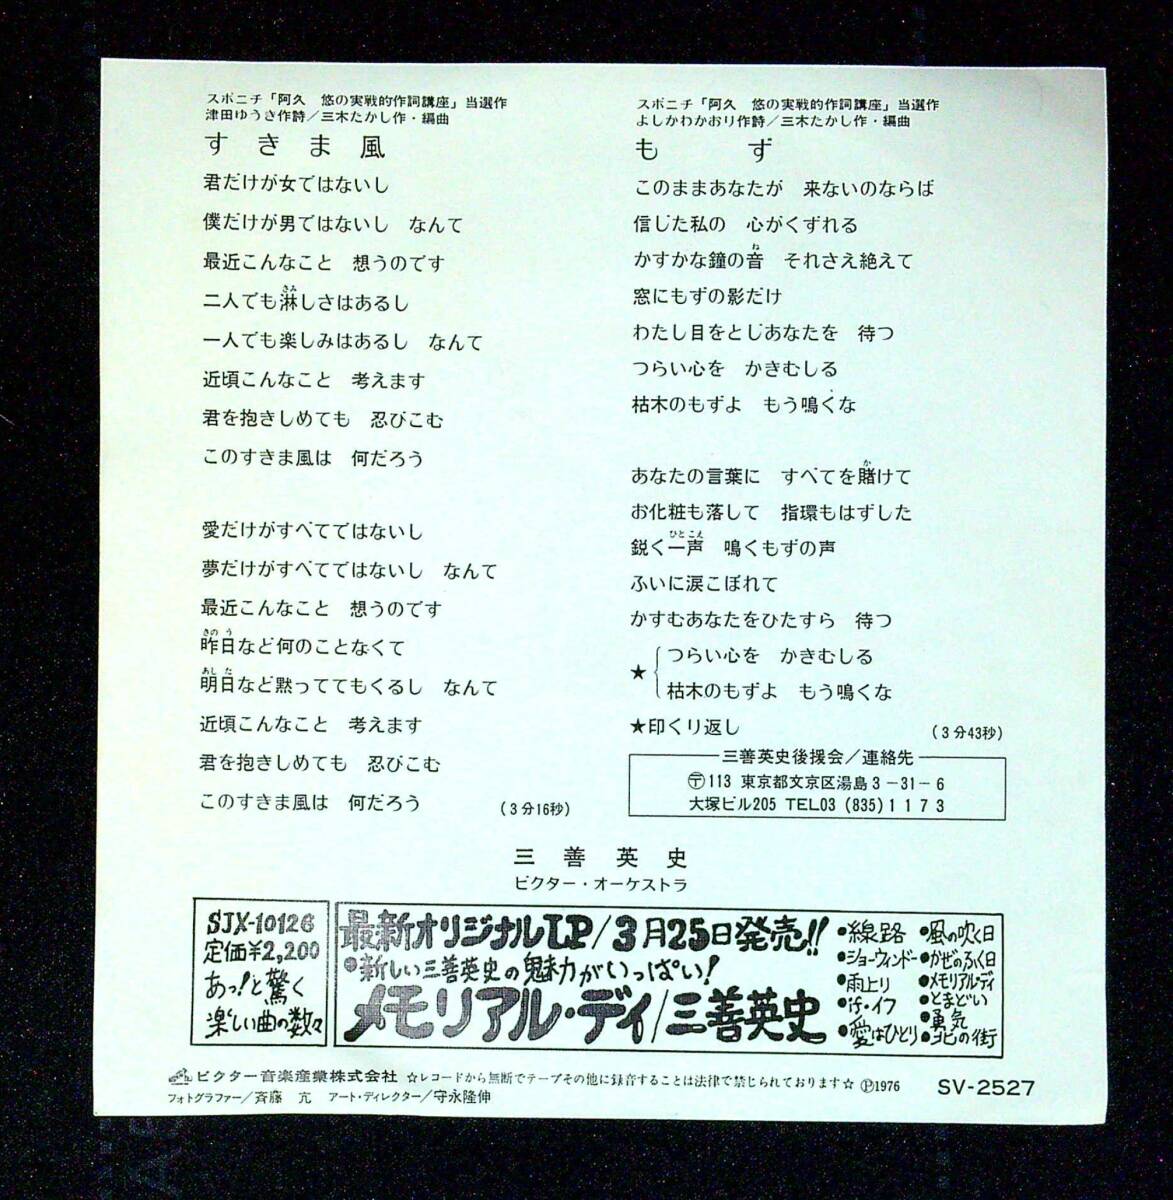 スポニチ「阿久 悠の実戦的作詞講座」当選作
津田ゆうき作詩/三木たかし作・編曲
すきま風
君だけが女ではないし
僕だけが男ではないし なんて
最近こんなこと 想うのです
二人でも淋しさはあるし
さみ
一人でも楽しみはあるし なんて
近頃こんなこと 考えます
君を抱きしめても 忍びこむ
このすきま風は 何だろう
愛だけがすべてではないし
夢だけがすべてではないし なんて
最近こんなこと 想うのです
きのう
昨日など何のことなくて
あした
明日など黙っててもくるし なんて
近頃こんなこと 考えます
君を抱きしめても 忍びこむ
このすきま風は 何だろう
(3分16秒)
スポニチ「阿久 悠の実戦的作詞講座」当選作
よしかわかおり作詩/三木たかし作・編曲
もず
このままあなたが 来ないのならば
信じた私の 心がくずれる
ね
かすかな鐘の音 それさえ絶えて
窓にもずの影だけ
わたし目をとじあなたを 待つ
つらい心を かきむしる
枯木のもずよ もう鳴くな
か
あなたの言葉に すべてを賭けて
お化粧も落して 指環もはずした
ひとこえ
鋭く一声 鳴くもずの声
ふいに涙こぼれて
かすむあなたをひたすら 待つ
★ つらい心を かきむしる
枯木のもずよ もう鳴くな
★印くり返し
(3分43秒)
三善英史後援会/連絡先
〒113 東京都文京区湯島3-31-6
大塚ビル205 TEL03(835)1173
三善英史
ビクター・オーケストラ
SJX-10126
定価¥2,200
あっ!と驚く
楽しい曲の数々
最新オリジナルLP/3月25日発売!!
●新しい三善英史の魅力がいっぱい!
メモリアル・デイ/三善英史
●線路
●ショーウィンドー
●雨上り
●イフ・イフ
●愛はひとり
●風の吹く日
●かぜのふく日
●メモリアル・デイ
●とまどい
●勇気
●北の街
ビクター音楽産業株式会社 ☆レコードから無断でテープその他に録音することは法律で禁じられております☆ Ⓟ1976
SV-2527
フォトグラファー/斉藤 亢 アート・ディレクター/守永隆伸